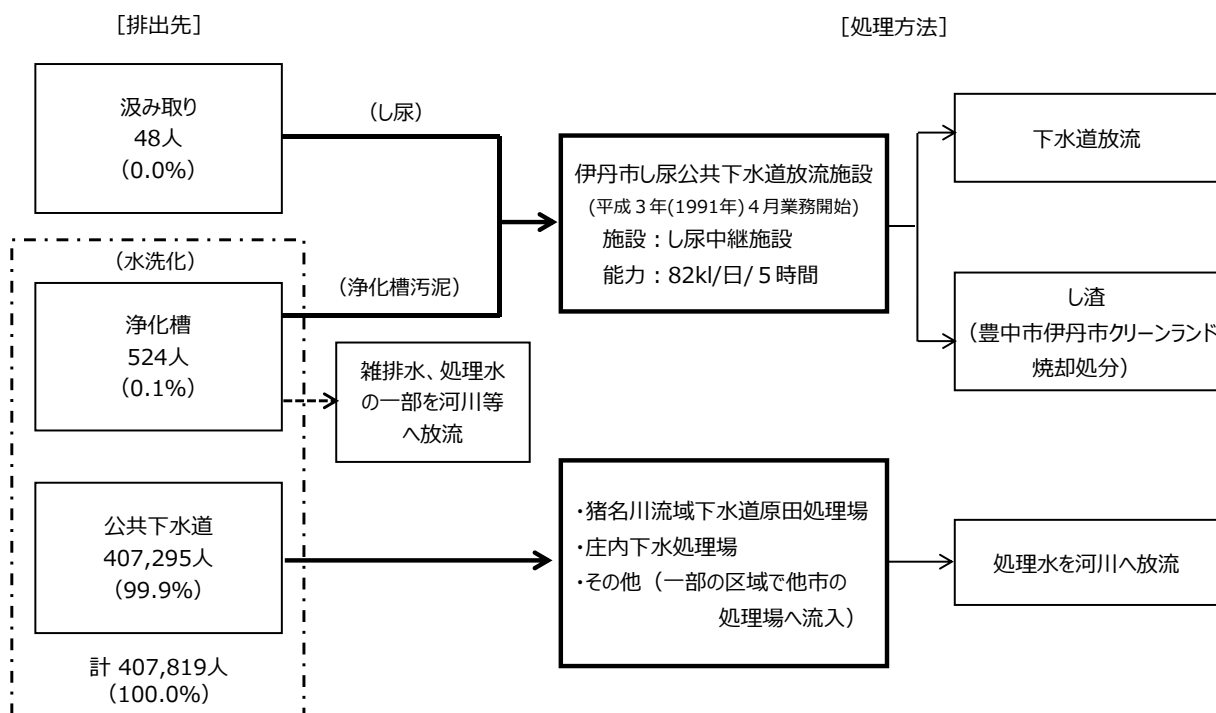 ［排出先］
［処理方法］
汲み取り
48人
（0.0%）
（し尿）
伊丹市し尿公共下水道放流施設
（平成３年(1991年)４月業務開始）
施設：し尿中継施設
能力：82kl/日/５時間
下水道放流
（水洗化）
浄化槽
524人
（0.1%）
（浄化槽汚泥）
雑排水、処理水
の一部を河川等
へ放流
し渣
（豊中市伊丹市クリーンランド
焼却処分）
公共下水道
407,295人
（99.9%）
・猪名川流域下水道原田処理場
・庄内下水処理場
・その他（一部の区域で他市の
処理場へ流入）
処理水を河川へ放流
計 407,819人
（100.0%）